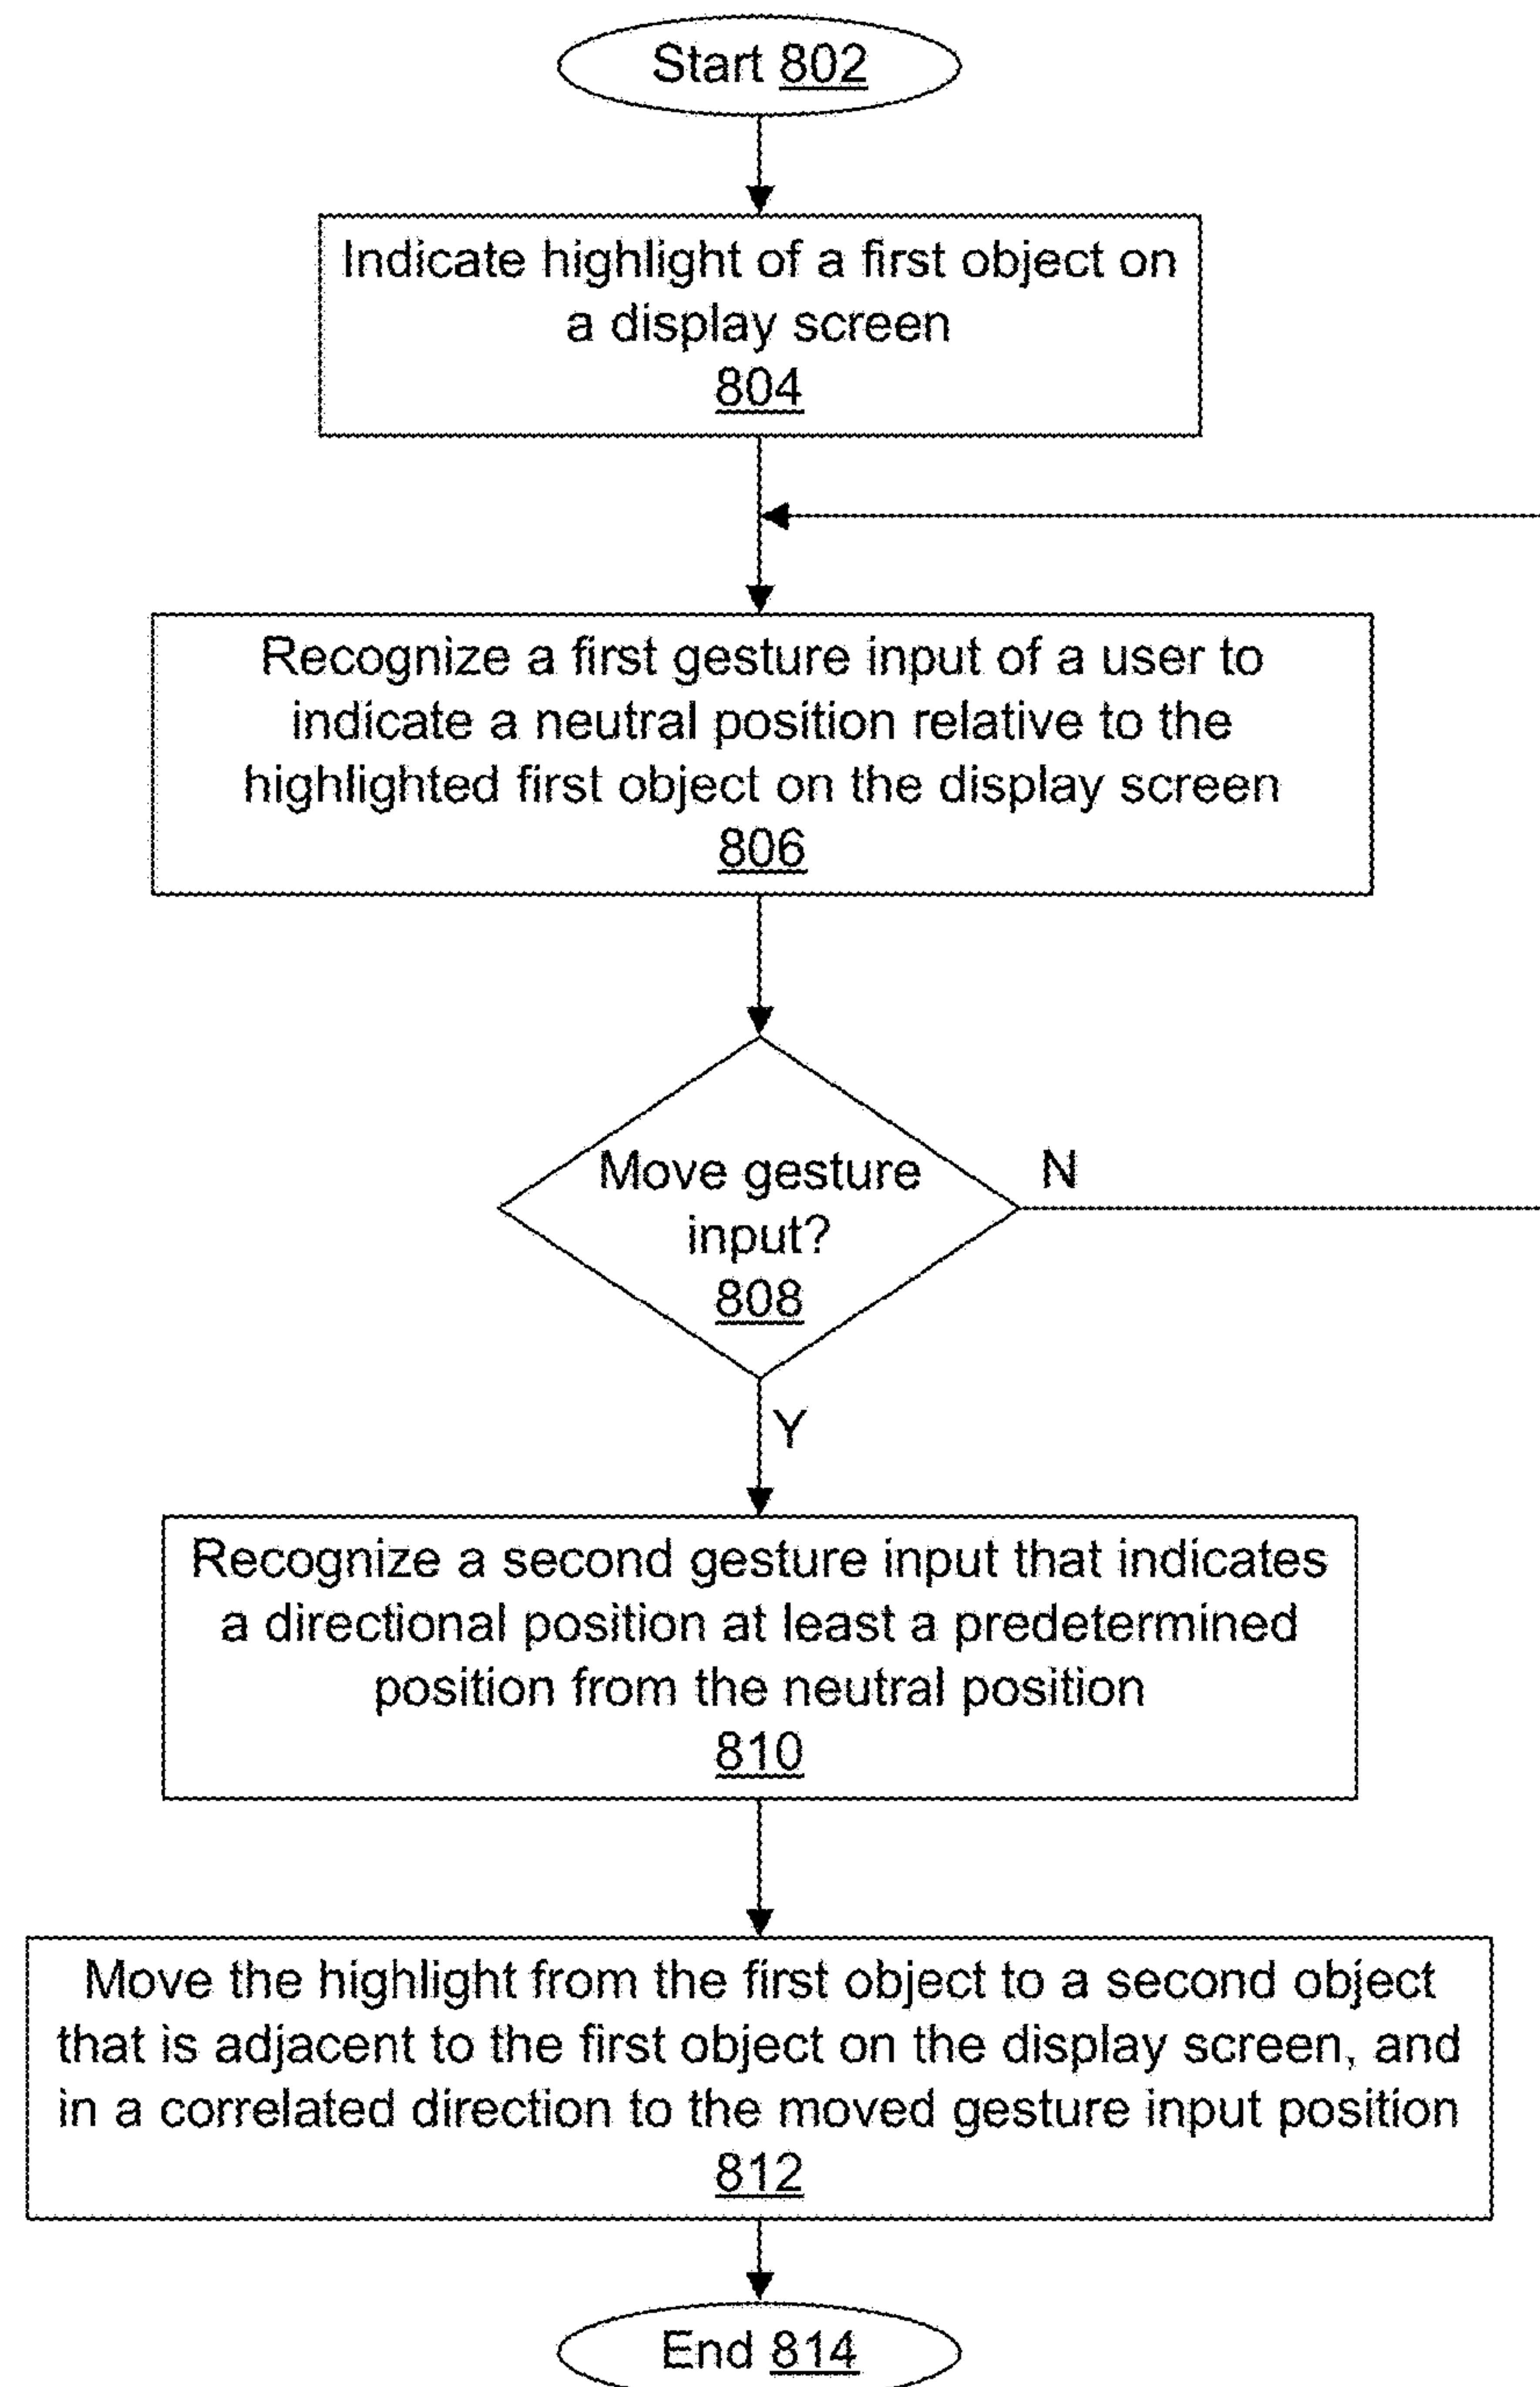 Start 802
Indicate highlight of a first object on
a display screen
804
Recognize a first gesture input of a user to
indicate a neutral position relative to the
highlighted first object on the display screen
806
Move gesture
input?
808
N
Y
Recognize a second gesture input that indicates
a directional position at least a predetermined
position from the neutral position
810
Move the highlight from the first object to a second object
that is adjacent to the first object on the display screen, and
in a correlated direction to the moved gesture input position
812
End 814